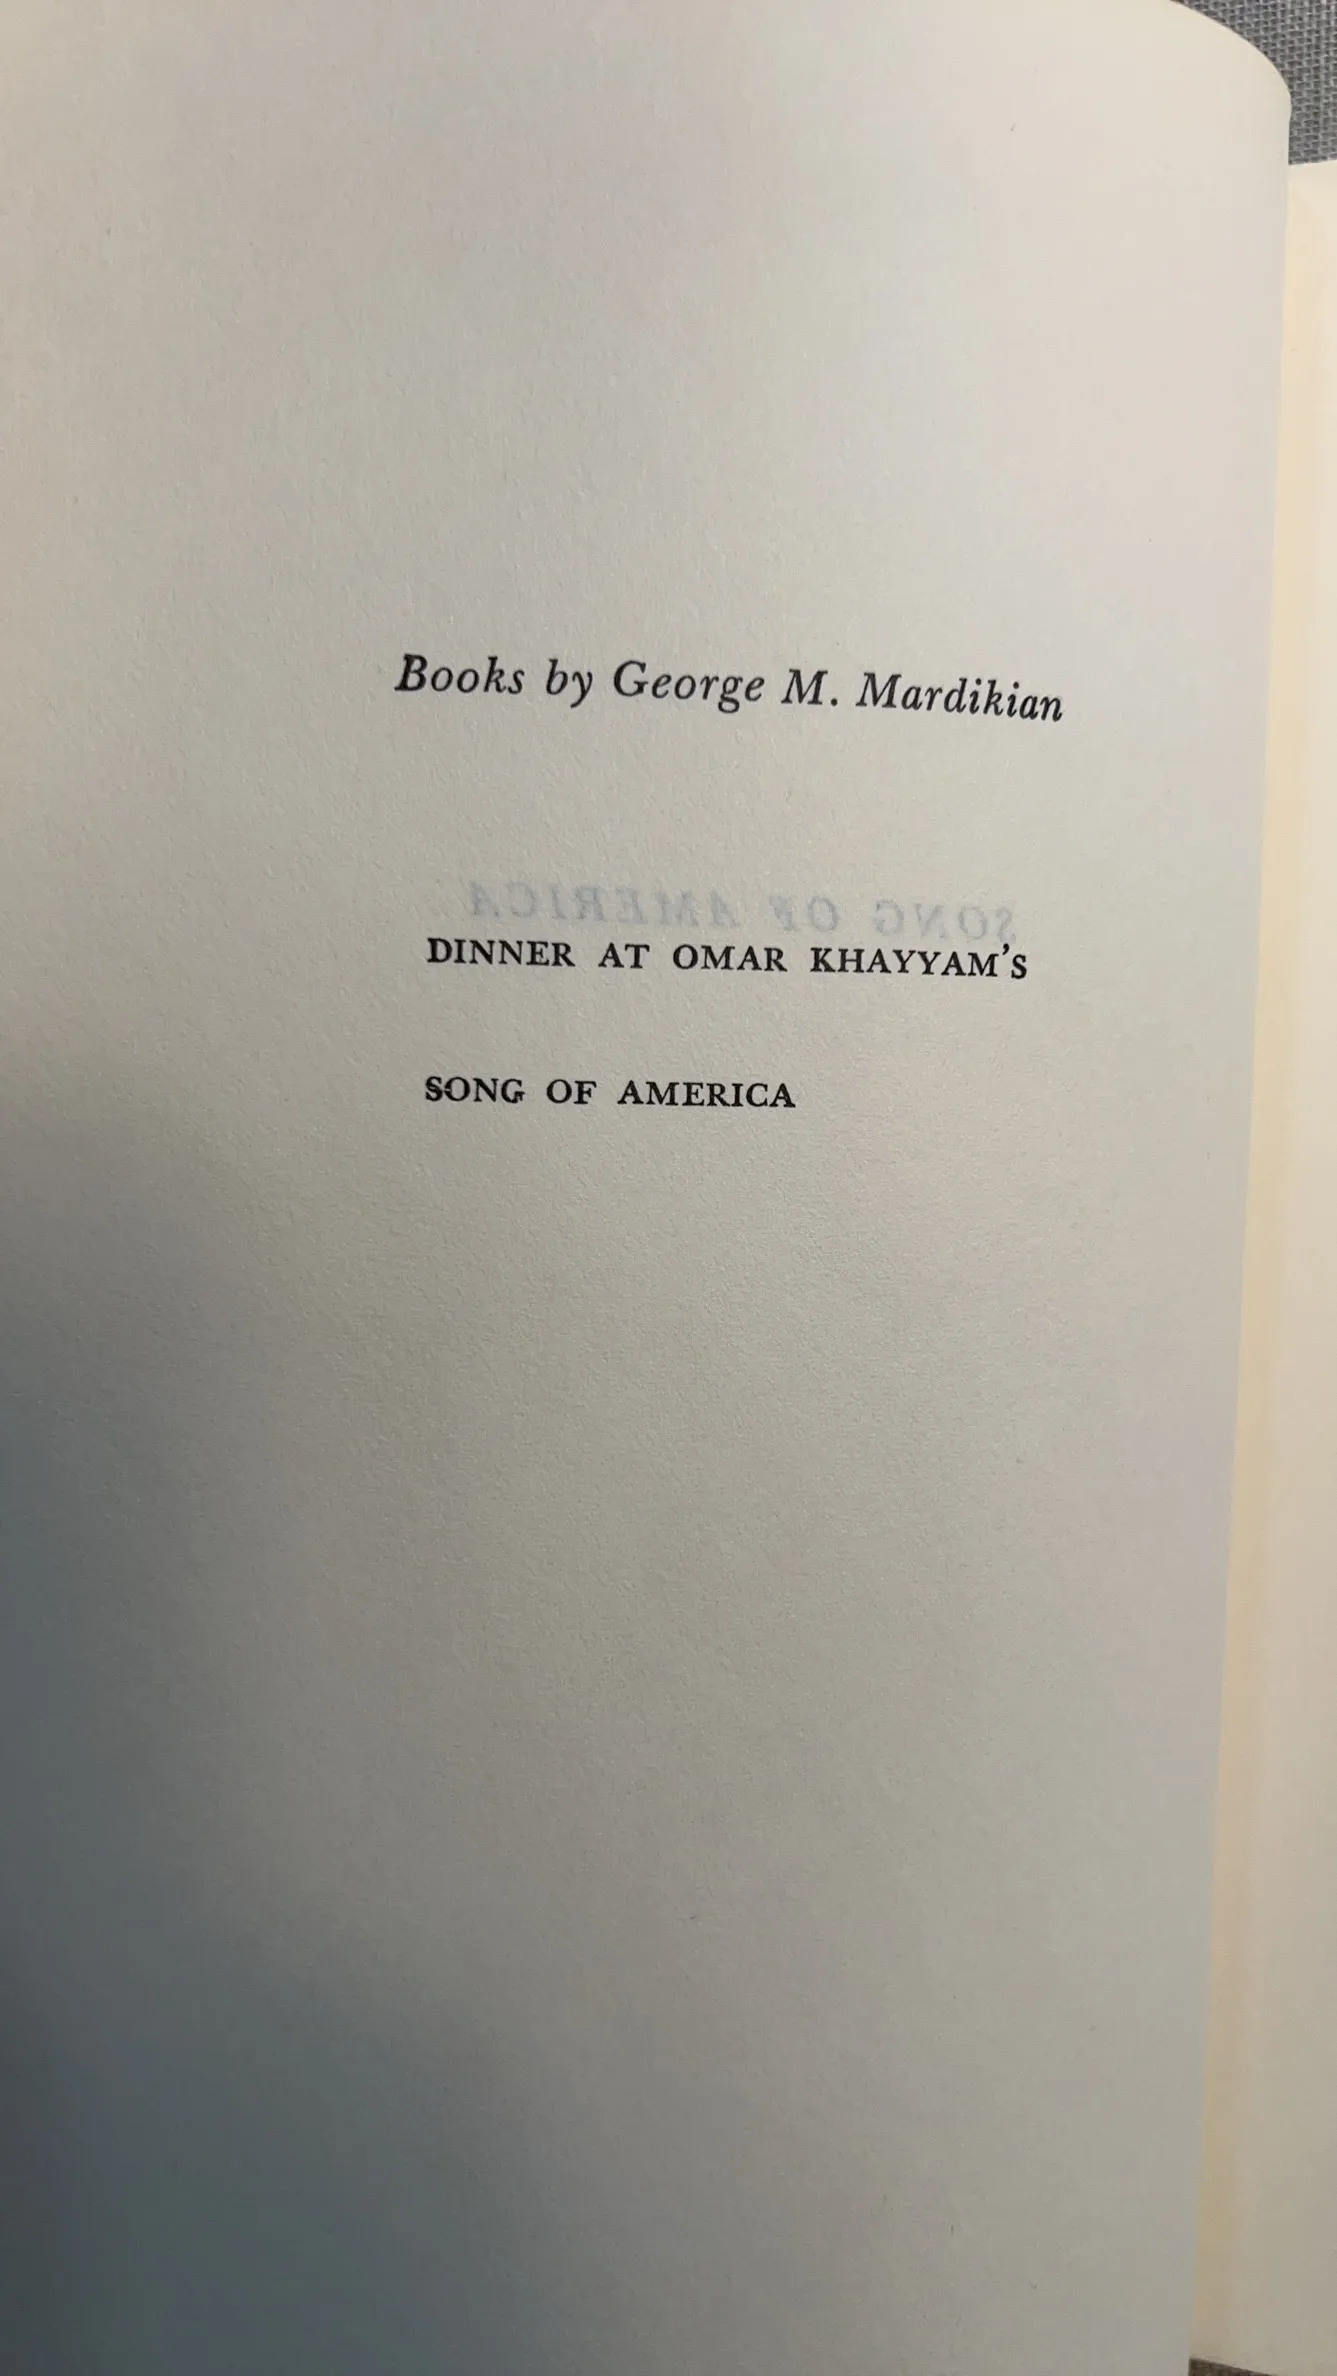 Books by George M. Mardikian
SONG OF AMERICA
DINNER AT OMAR KHAYYAM'S
SONG OF AMERICA